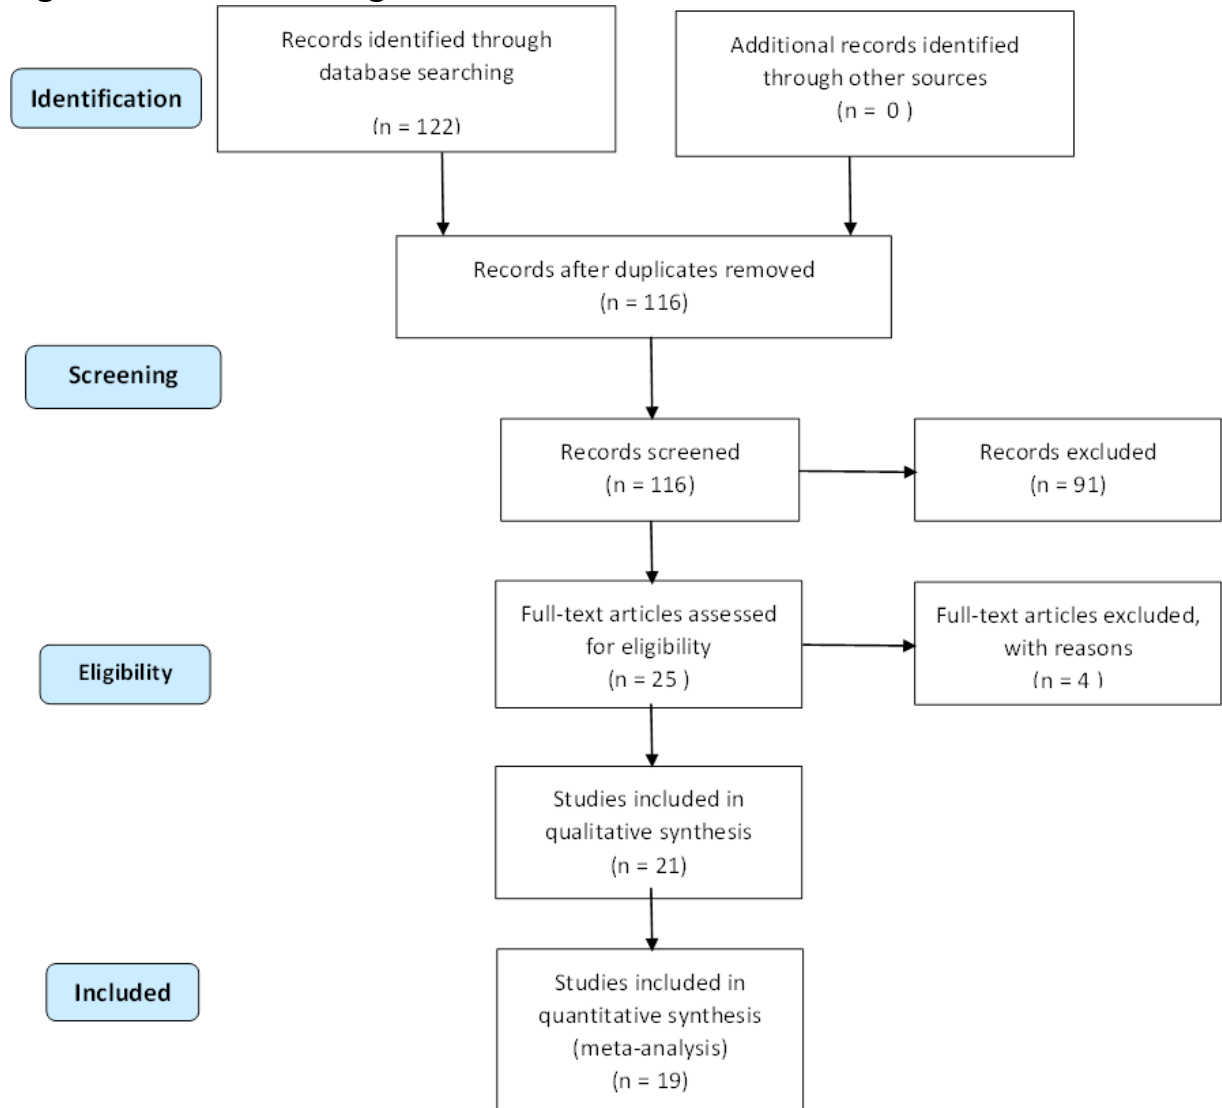 Records identified through
database searching
(n = 122)
Additional records identified
through other sources
(n = 0 )
Identification
Records after duplicates removed
(n = 116)
Screening
Records screened
(n = 116)
Records excluded
(n = 91)
Full-text articles assessed
for eligibility
(n = 25 )
Full-text articles excluded,
with reasons
(n = 4 )
Eligibility
Studies included in
qualitative synthesis
(n = 21)
Included
Studies included in
quantitative synthesis
(meta-analysis)
(n = 19)